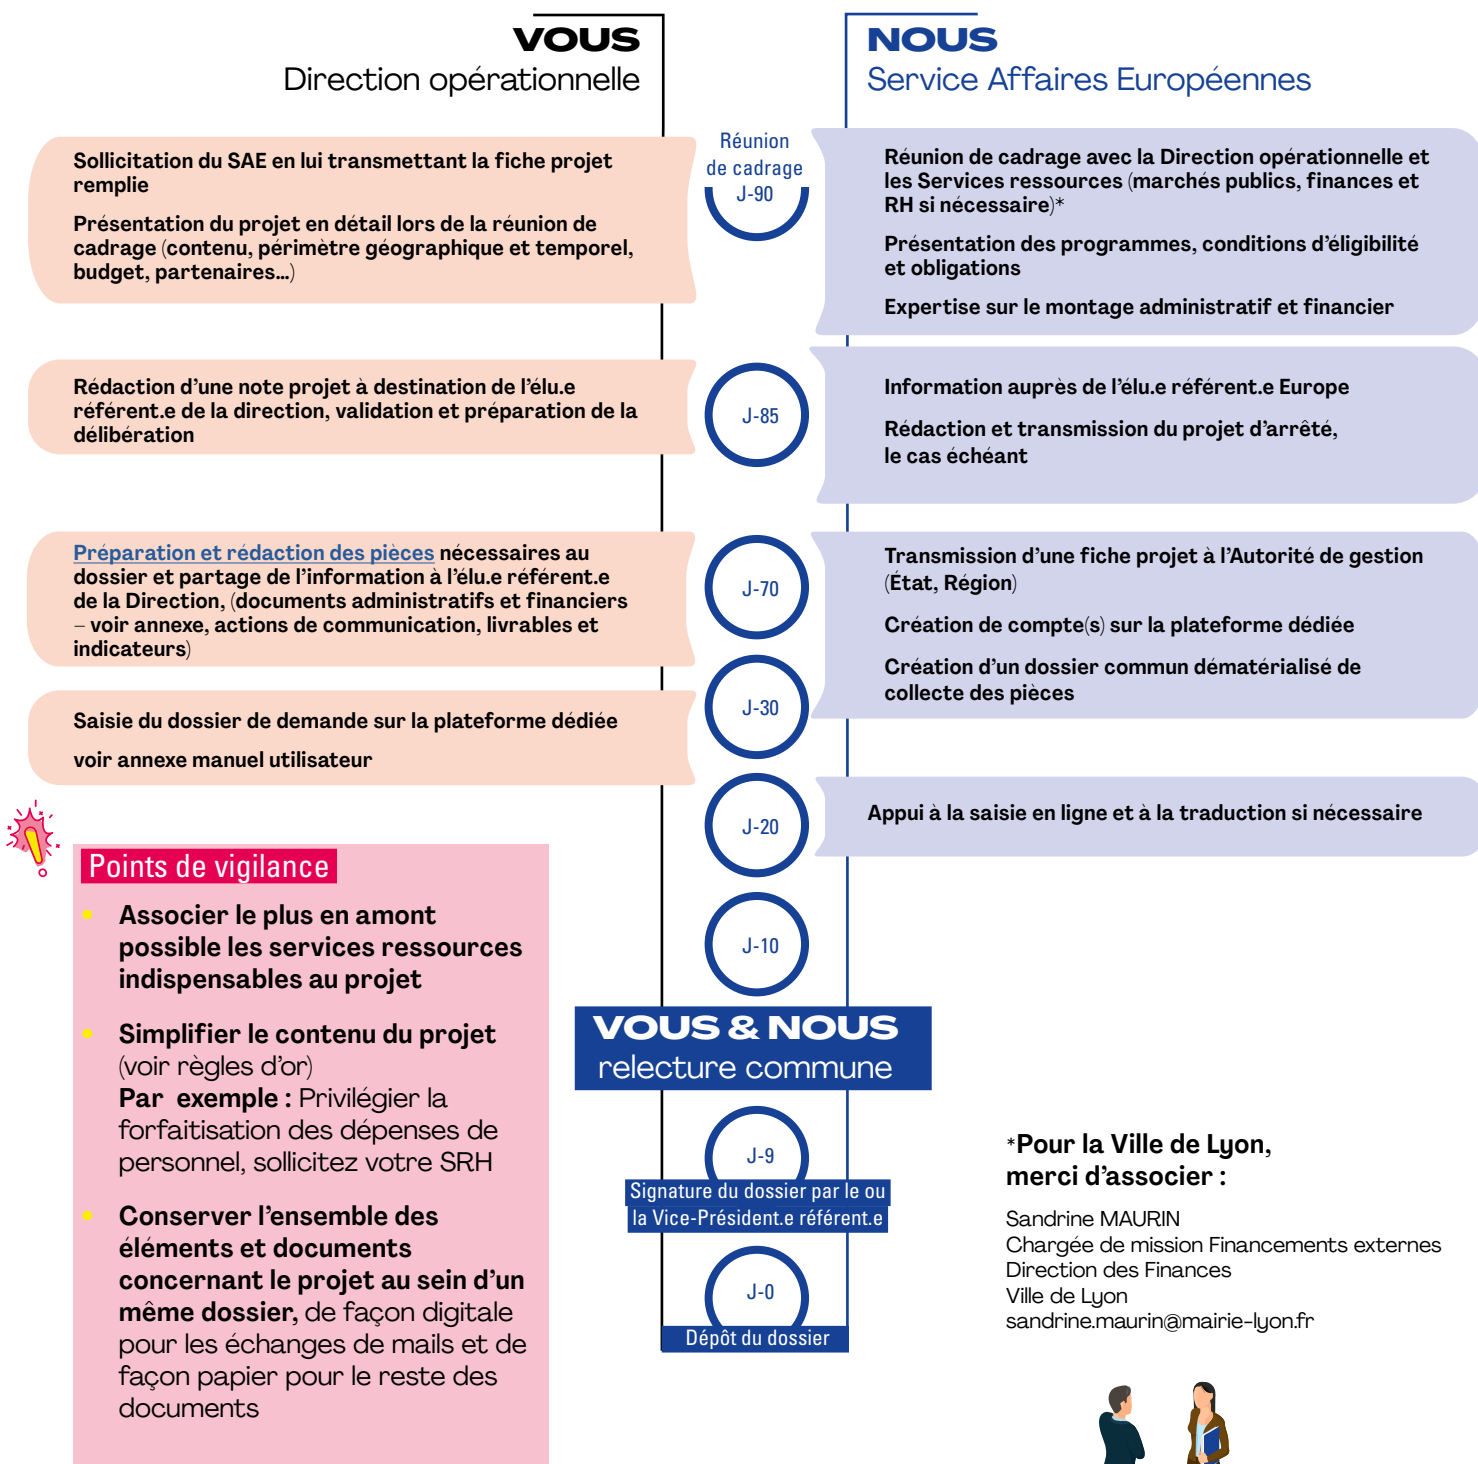 VOUS
Direction opérationnelle
NOUS
Service Affaires Européennes
Réunion
de cadrage
J-90
Sollicitation du SAE en lui transmettant la fiche projet
remplie
Présentation du projet en détail lors de la réunion de
cadrage (contenu, périmètre géographique et temporel,
budget, partenaires…)
Réunion de cadrage avec la Direction opérationnelle et
les Services ressources (marchés publics, finances et
RH si nécessaire)*
Présentation des programmes, conditions d’éligibilité
et obligations
Expertise sur le montage administratif et financier
Rédaction d’une note projet à destination de l’élu.e
référent.e de la direction, validation et préparation de la
délibération
J-85
Information auprès de l’élu.e référent.e Europe
Rédaction et transmission du projet d’arrêté,
le cas échéant
Préparation et rédaction des pièces nécessaires au
dossier et partage de l’information à l’élu.e référent.e
de la Direction, (documents administratifs et financiers
– voir annexe, actions de communication, livrables et
indicateurs)
J-70
Transmission d’une fiche projet à l’Autorité de gestion
(État, Région)
Création de compte(s) sur la plateforme dédiée
Création d’un dossier commun dématérialisé de
collecte des pièces
J-30
Saisie du dossier de demande sur la plateforme dédiée
voir annexe manuel utilisateur
J-20
Appui à la saisie en ligne et à la traduction si nécessaire
J-10
VOUS & NOUS
relecture commune
J-9
Signature du dossier par le ou
la Vice-Président.e référent.e
J-0
Dépôt du dossier
Points de vigilance
• Associer le plus en amont
possible les services ressources
indispensables au projet
• Simplifier le contenu du projet
(voir règles d’or)
Par exemple : Privilégier la
forfaitisation des dépenses de
personnel, sollicitez votre SRH
• Conserver l’ensemble des
éléments et documents
concernant le projet au sein d’un
même dossier, de façon digitale
pour les échanges de mails et de
façon papier pour le reste des
documents
*Pour la Ville de Lyon,
merci d’associer :
Sandrine MAURIN
Chargée de mission Financements externes
Direction des Finances
Ville de Lyon
sandrine.maurin@mairie-lyon.fr